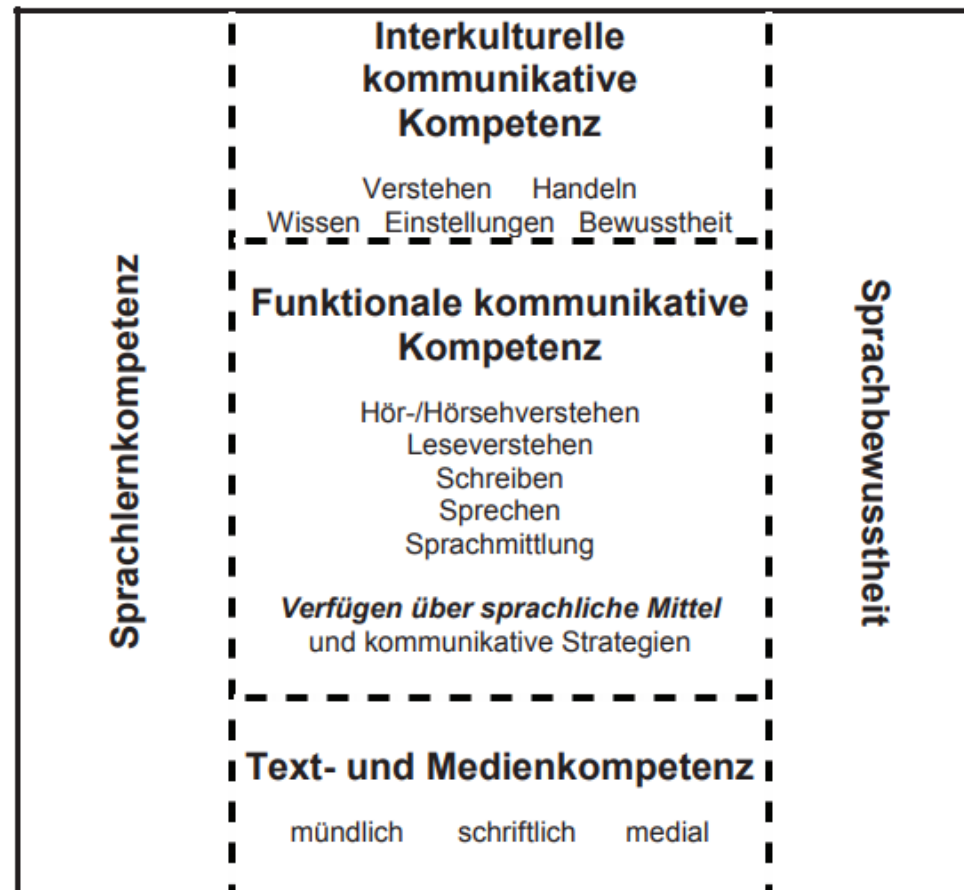 Interkulturelle
kommunikative
Kompetenz
Verstehen Handeln
Wissen Einstellungen Bewusstheit
Sprachlernkompetenz
Funktionale kommunikative
Kompetenz
Hör-/Hörsehverstehen
Leseverstehen
Schreiben
Sprechen
Sprachmittlung
Verfügen über sprachliche Mittel
und kommunikative Strategien
Sprachbewusstheit
Text- und Medienkompetenz
mündlich schriftlich medial